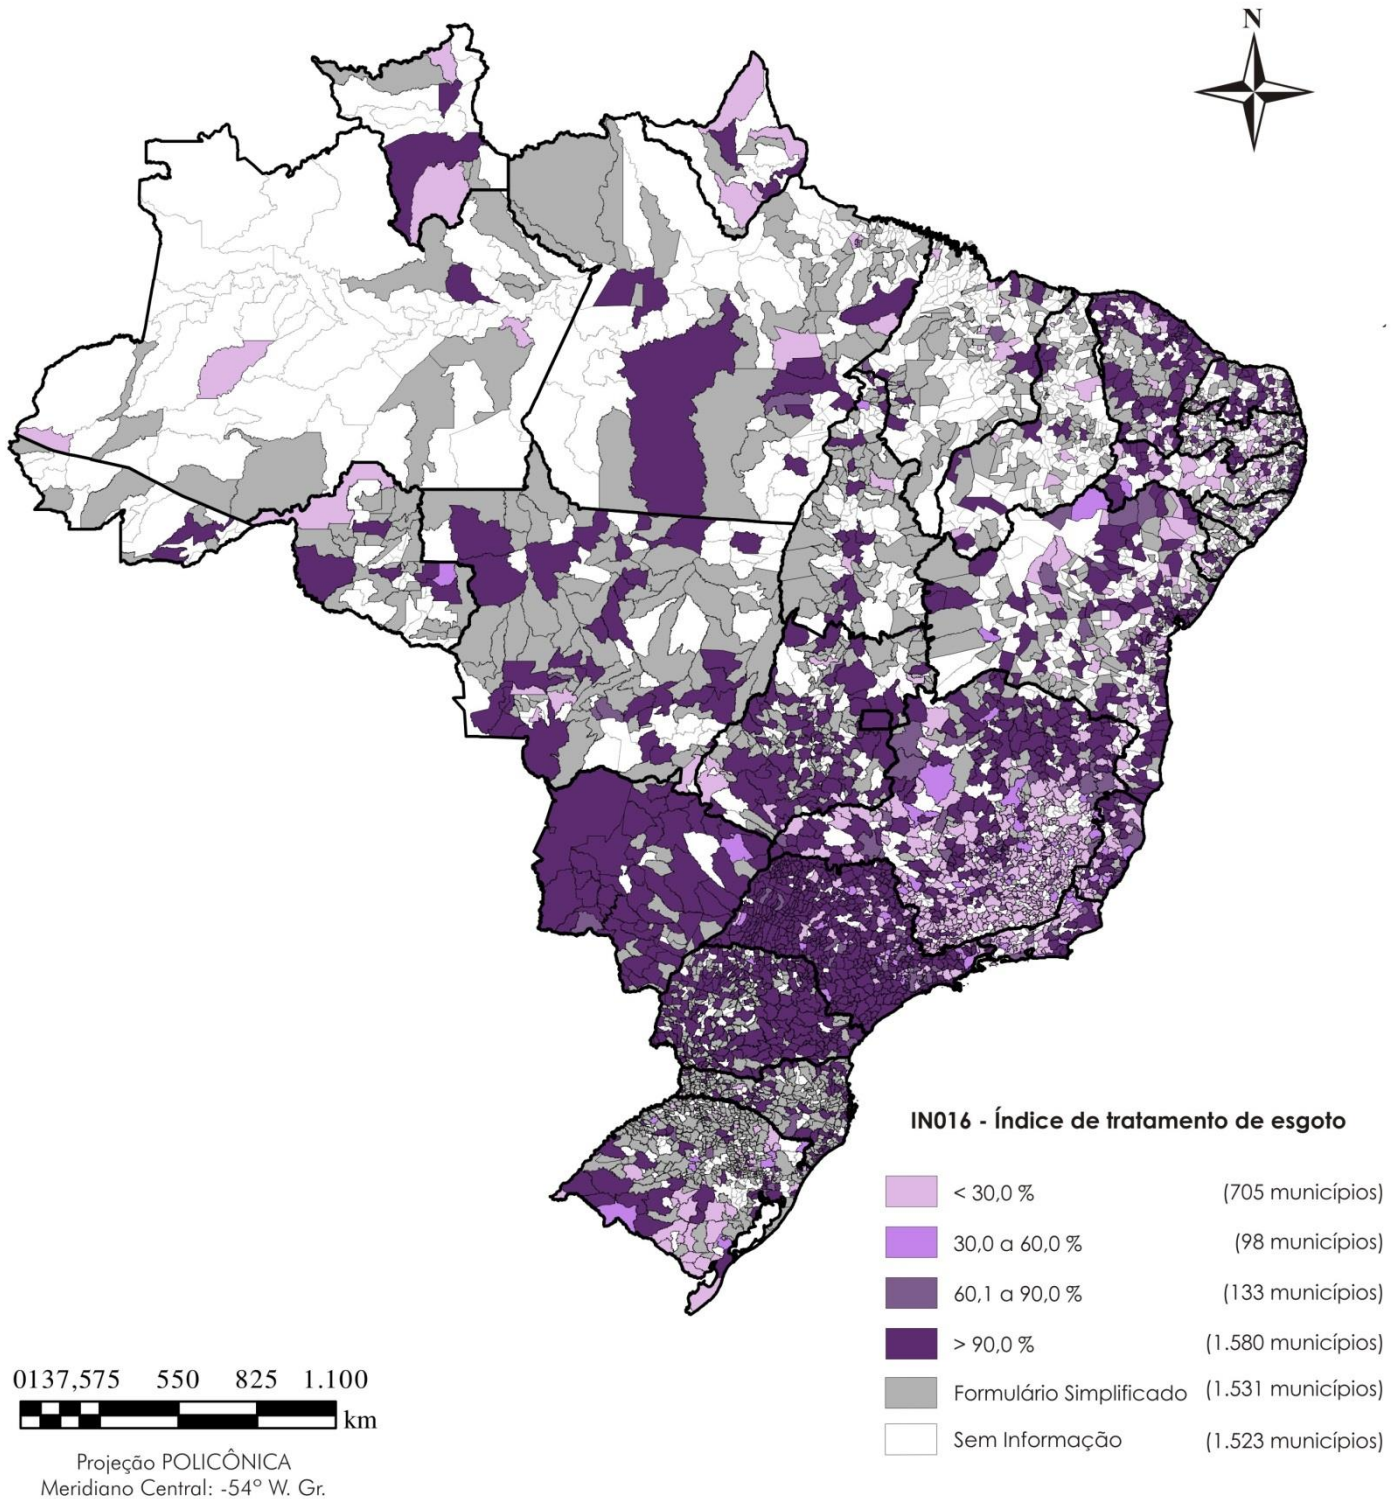 N
IN016 - Índice de tratamento de esgoto
< 30,0 % (705 municípios)
30,0 a 60,0 % (98 municípios)
60,1 a 90,0 % (133 municípios)
> 90,0 % (1.580 municípios)
Formulário Simplificado (1.531 municípios)
Sem Informação (1.523 municípios)
0137,575 550 825 1.100
km
Projeção POLICÔNICA
Meridiano Central: -54º W. Gr.